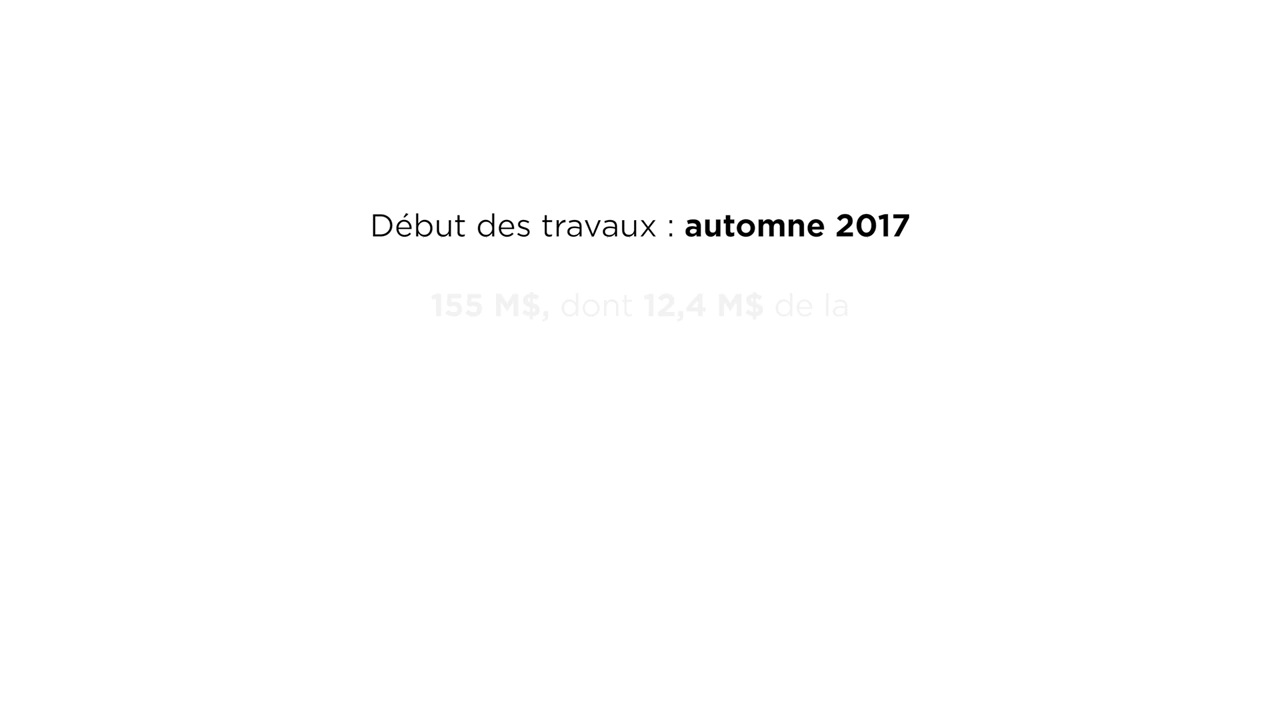 Début des travaux : automne 2017
155 M$, dont 12,4 M$ de la